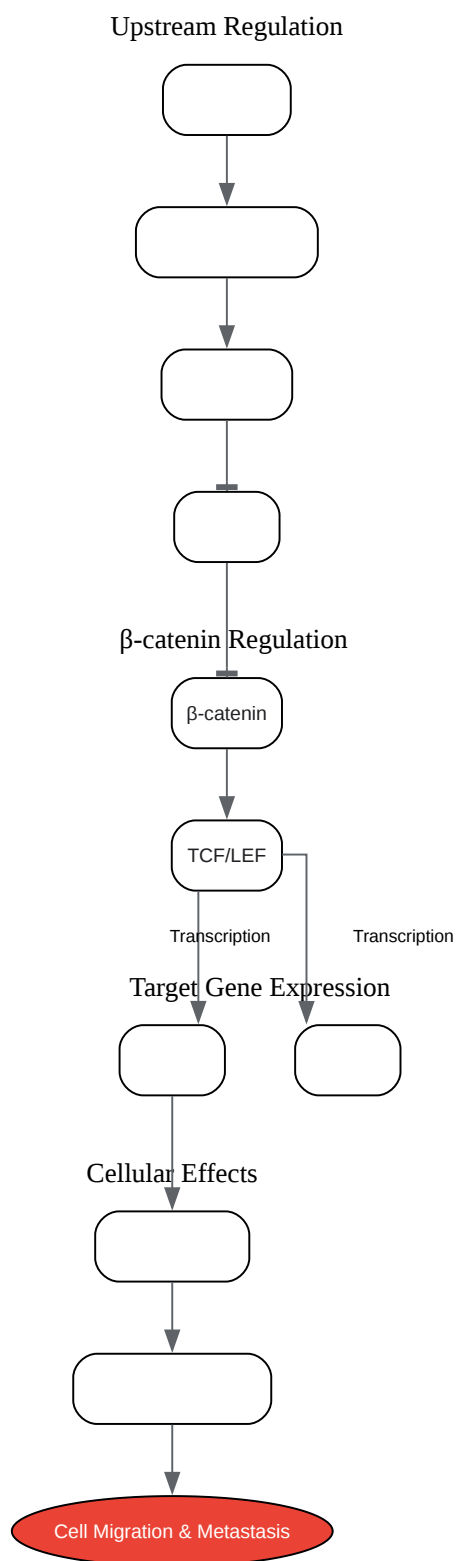 Upstream Regulation
β-catenin Regulation
β-catenin
TCF/LEF
Transcription
Transcription
Target Gene Expression
Cellular Effects
Cell Migration & Metastasis